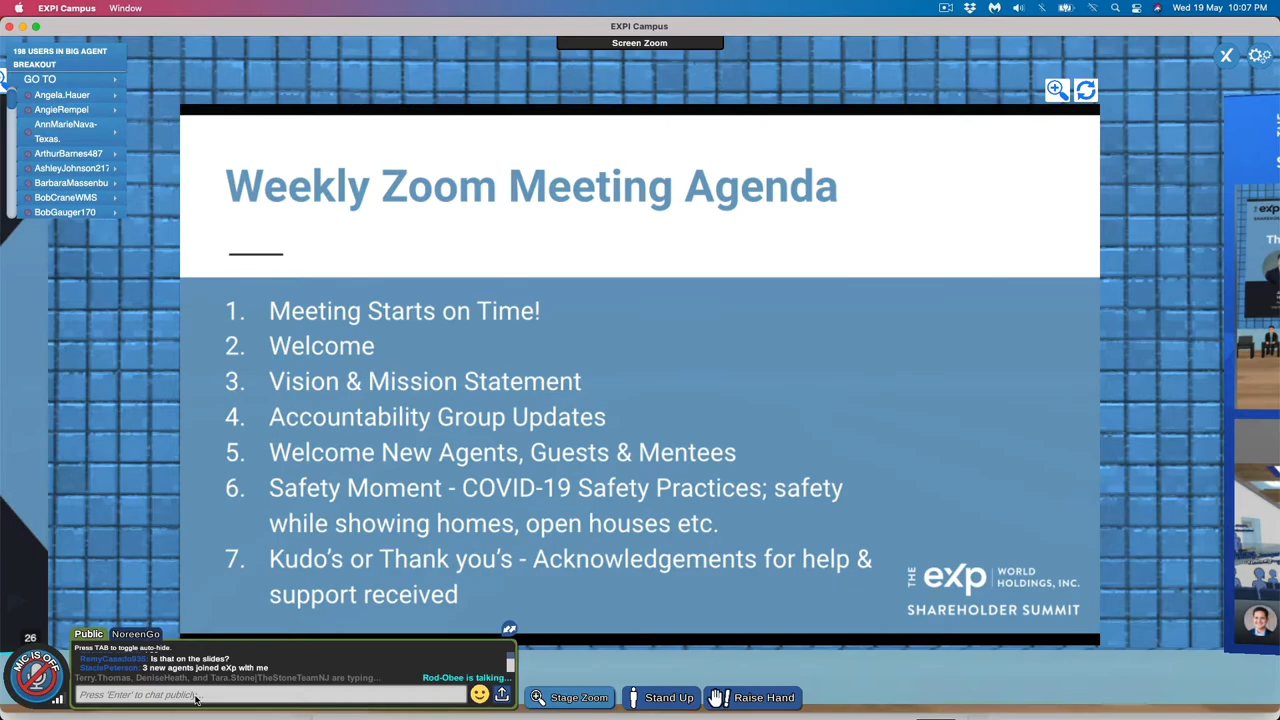 EXPI Campus Window
Wed 19 May 10:07 PM
EXPI Campus
Screen Zoom
198 USERS IN BIG AGENT
BREAKOUT
GO TO
Angela.Hauer
AngieRempel
AnnMarieNava-
Texas.
ArthurBarnes487
AshleyJohnson217
BarbaraMassenbu
BobCraneWMS
BobGauger170
Weekly Zoom Meeting Agenda
1. Meeting Starts on Time!
2. Welcome
3. Vision & Mission Statement
4. Accountability Group Updates
5. Welcome New Agents, Guests & Mentees
6. Safety Moment - COVID-19 Safety Practices; safety
while showing homes, open houses etc.
7. Kudo's or Thank you's - Acknowledgements for help &
support received
THE eXp WORLD
HOLDINGS, INC.
SHAREHOLDER SUMMIT
26
MIC IS OFF
Public NoreenGo
Press TAB to toggle auto-hide.
RemyCasado935: Is that on the slides?
StaciePeterson: 3 new agents joined eXp with me
Terry.Thomas, DeniseHeath, and Tara.Stone|TheStoneTeamNJ are typing...
Rod-Obee is talking...
Press 'Enter' to chat publicly
Stage Zoom
Stand Up
Raise Hand